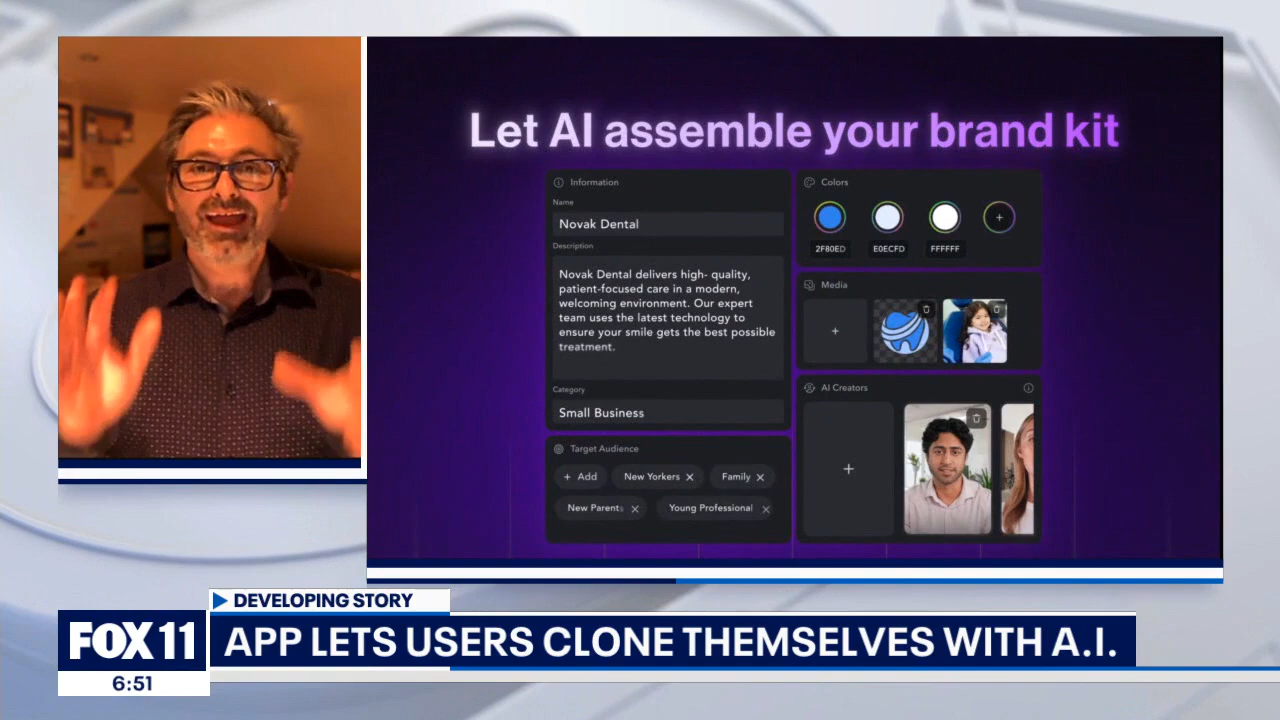 Let AI assemble your brand kit
Information
Name
Novak Dental
Description
Novak Dental delivers high- quality,
patient-focused care in a modern,
welcoming environment. Our expert
team uses the latest technology to
ensure your smile gets the best possible
treatment.
Category
Small Business
Target Audience
+ Add
New Yorkers
Family
New Parents
Young Professional
Colors
2F80ED
E0ECFD
FFFFFF
Media
AI Creators
DEVELOPING STORY
FOX 11
APP LETS USERS CLONE THEMSELVES WITH A.I.
6:51